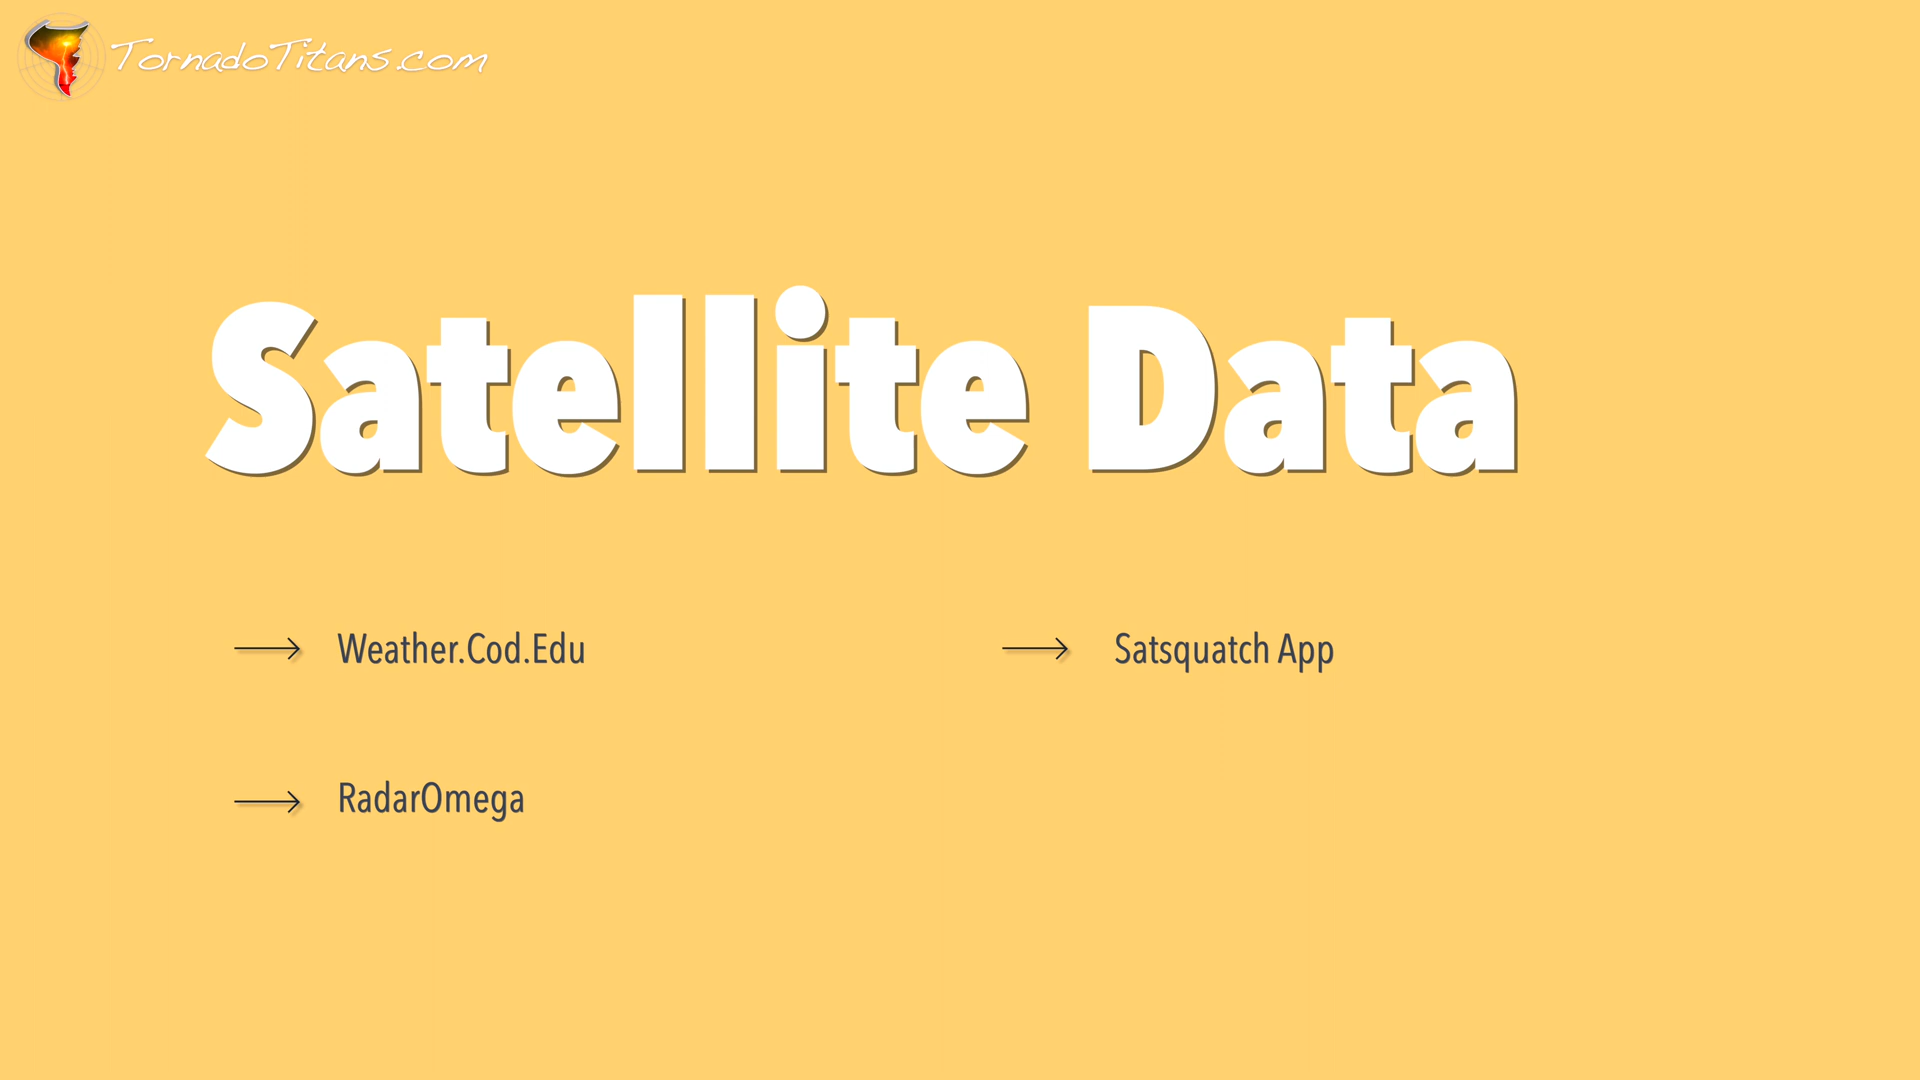 TornadoTitans.com
Satellite Data
Weather.Cod.Edu
Satsquatch App
RadarOmega